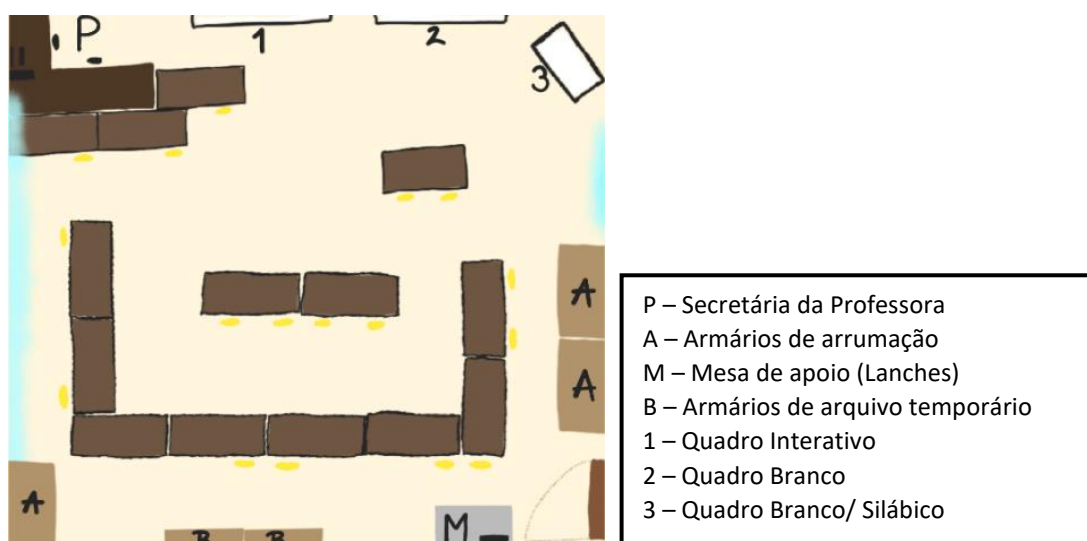 P
1
2
3
A
A
A
B B
M
P – Secretária da Professora
A – Armários de arrumação
M – Mesa de apoio (Lanches)
B – Armários de arquivo temporário
1 – Quadro Interativo
2 – Quadro Branco
3 – Quadro Branco/ Silábico